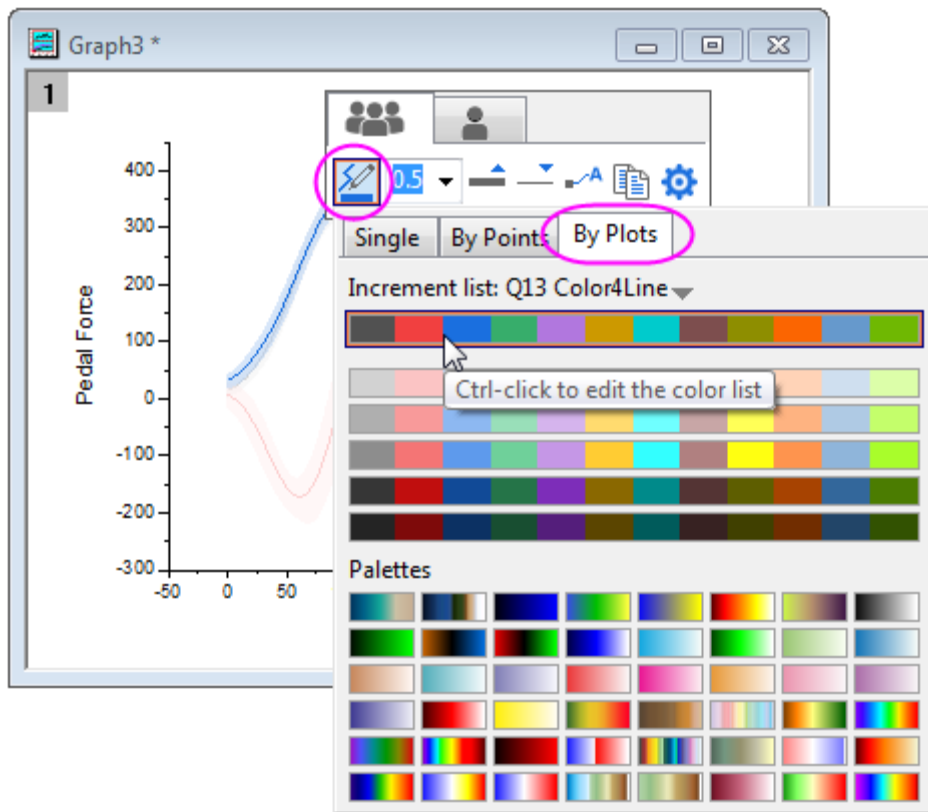 Graph3 *
1
0.5
A
Single By Points By Plots
Increment list: Q13 Color4Line
Ctrl-click to edit the color list
Palettes
Pedal Force
400
300
200
100
0
-100
-200
-300
-50 0 50